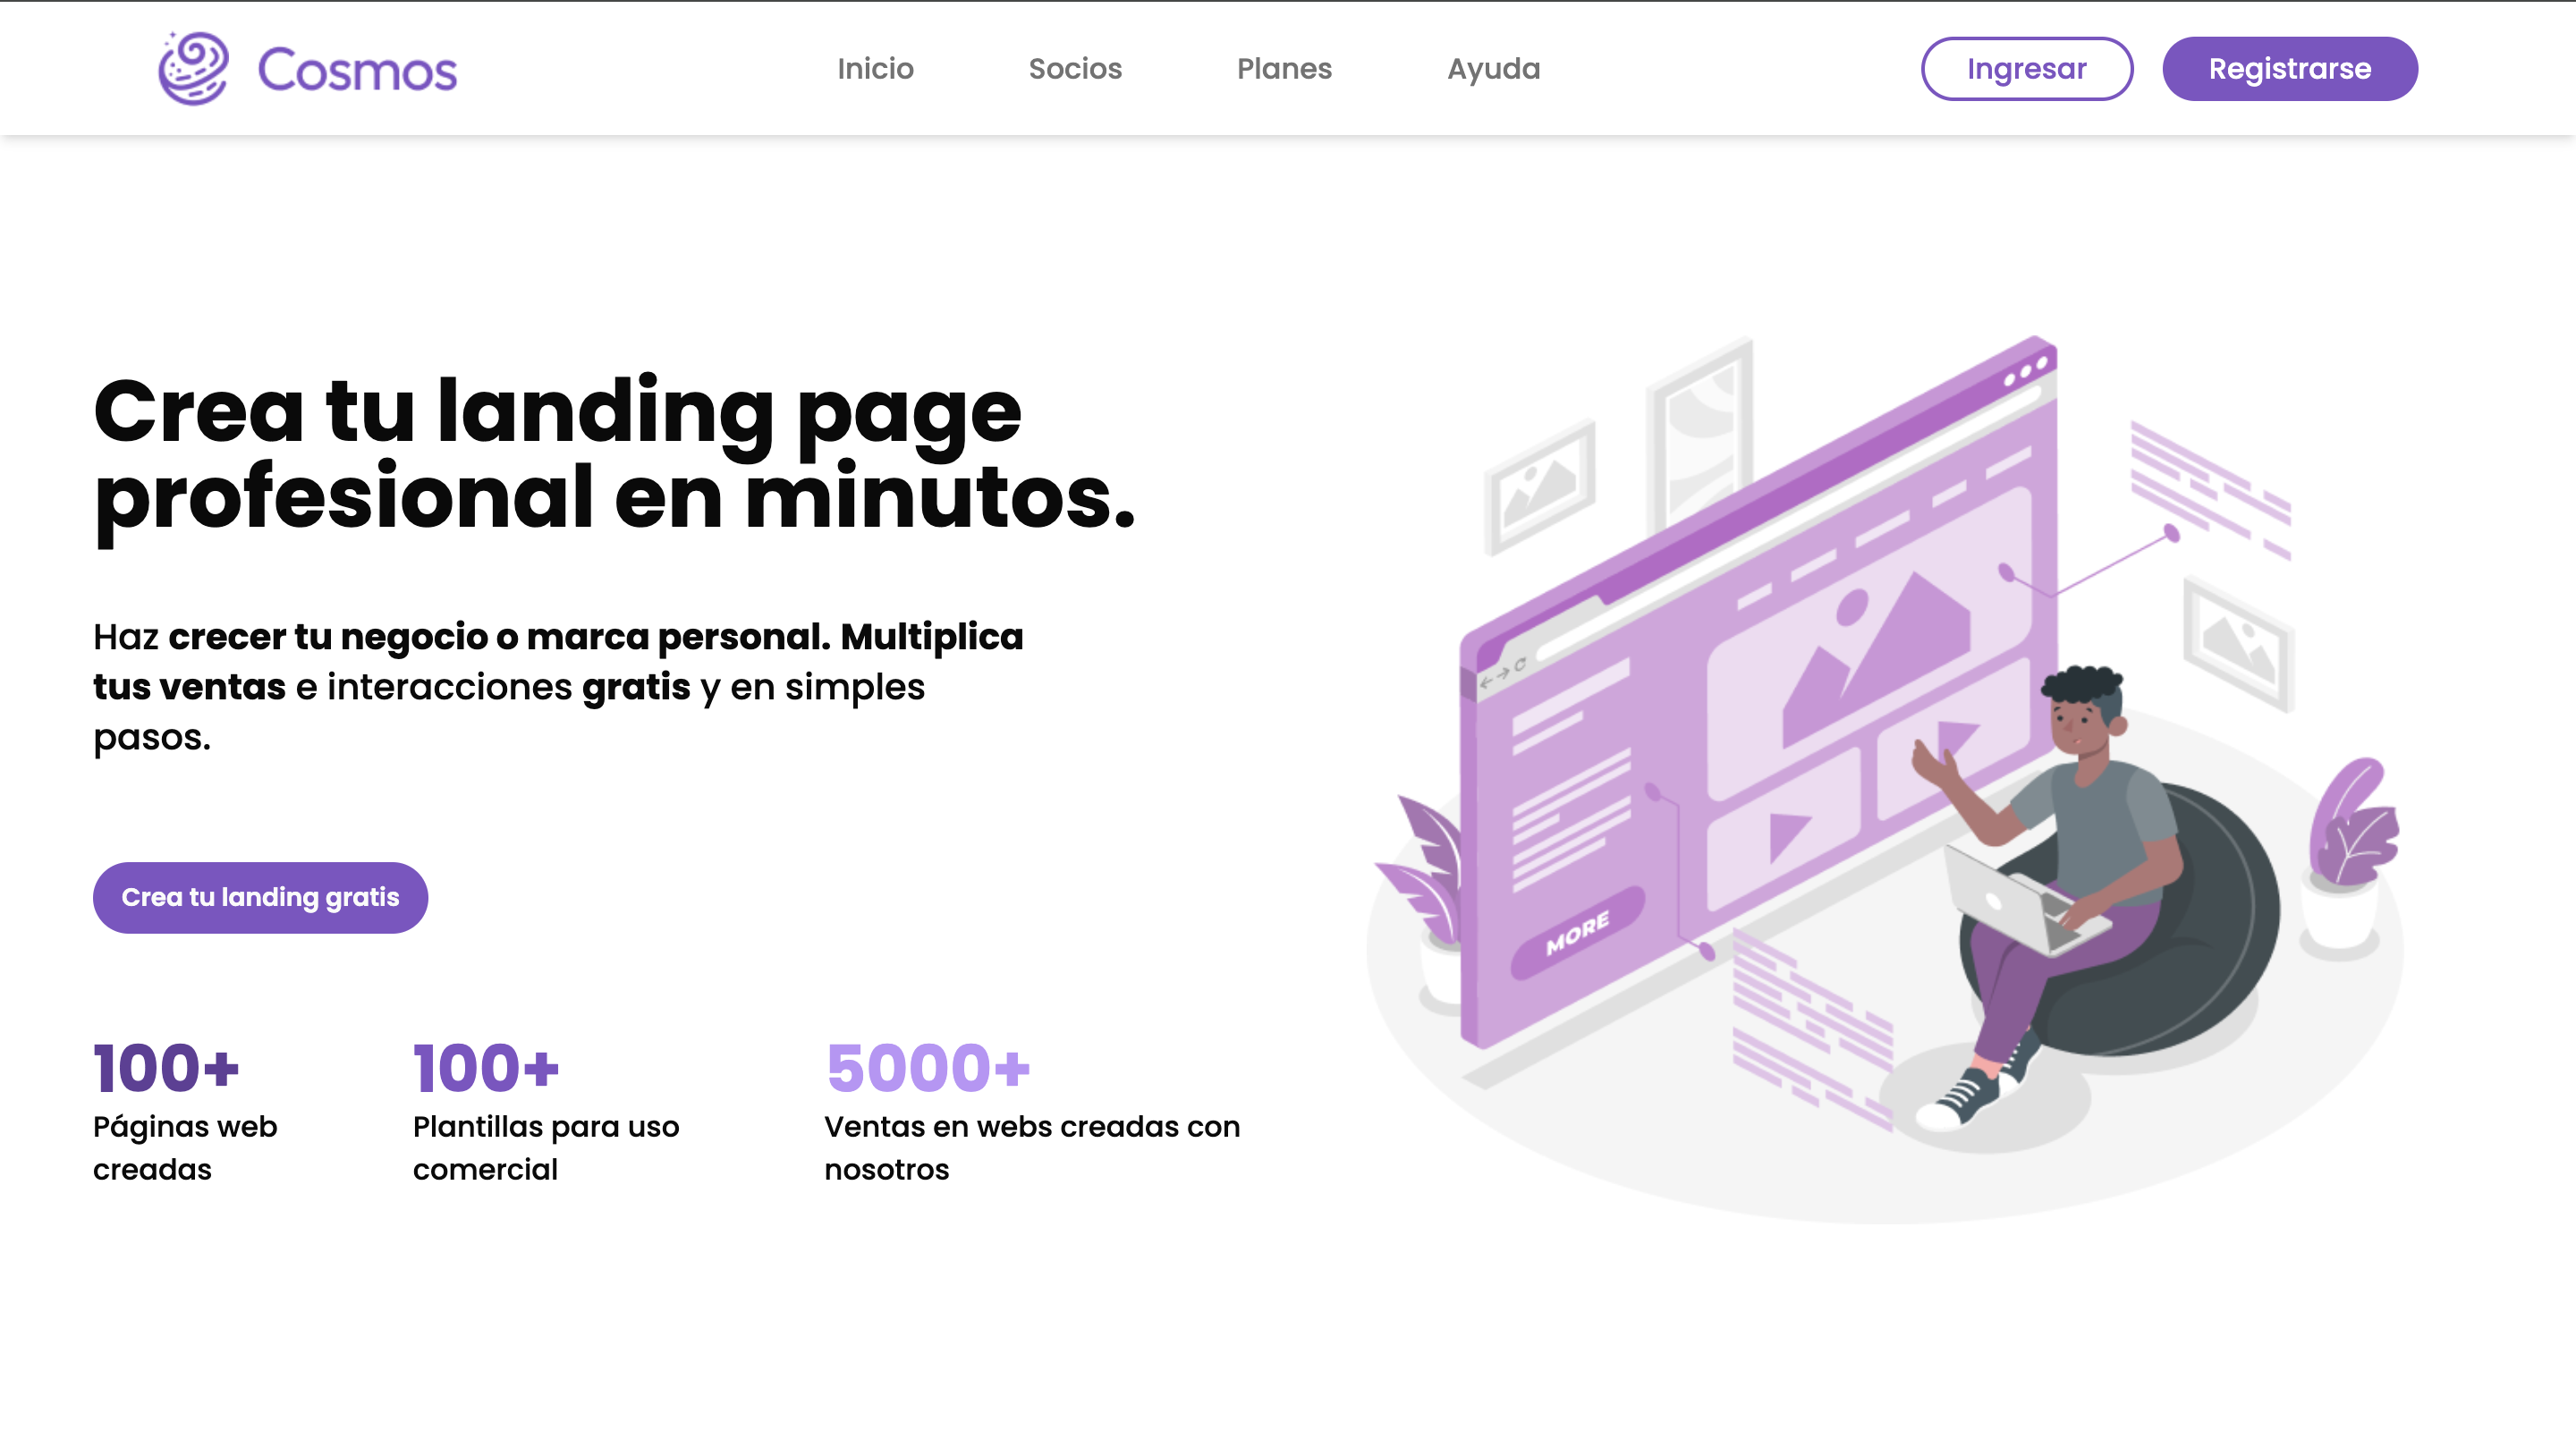 Cosmos
Inicio
Socios
Planes
Ayuda
Ingresar
Registrarse
Crea tu landing page
profesional en minutos.
Haz crecer tu negocio o marca personal. Multiplica
tus ventas e interacciones gratis y en simples
pasos.
Crea tu landing gratis
100+
Páginas web
creadas
100+
Plantillas para uso
comercial
5000+
Ventas en webs creadas con
nosotros
MORE